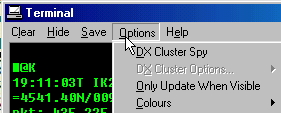 Terminal
Clear Hide Save Options Help
DX Cluster Spy
@K
DX Cluster Options...
19:11:03T IK2
Only Update When Visible
=4541.40N/009
Colours